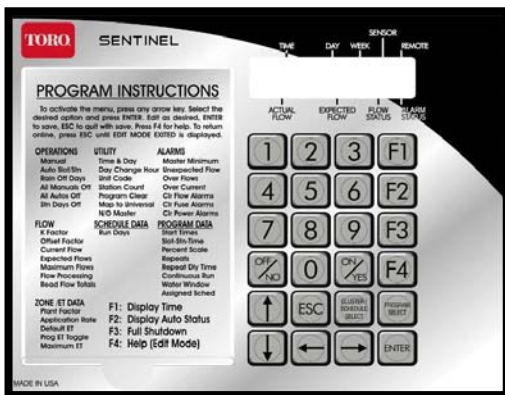 TORO
SENTINEL
SENSOR
TIME DAY WEEK REMOTE
ACTUAL FLOW
EXPECTED FLOW
FLOW STATUS
ALARM STATUS
PROGRAM INSTRUCTIONS
To activate the menu, press any arrow key. Select the
desired option and press ENTER. Edit as desired, ENTER
to save, ESC to quit with save. Press F4 for help. To return
online, press ESC until EDIT MODE EXITED is displayed.
OPERATIONS
Manual
Auto Slot/Stn
Rain Off Days
All Manuals Off
All Autos Off
Stn Days Off
UTILITY
Time & Day
Day Change Hour
Unit Code
Station Count
Program Clear
Map to Universal
N/O Master
ALARMS
Master Minimum
Unexpected Flow
Over Flows
Over Current
Clr Flow Alarms
Clr Fuse Alarms
Clr Power Alarms
FLOW
K Factor
Offset Factor
Current Flow
Expected Flows
Maximum Flows
Flow Processing
Read Flow Totals
SCHEDULE DATA
Run Days
PROGRAM DATA
Start Times
Slot-Stn-Time
Percent Scale
Repeats
Repeat Dly Time
Continuous Run
Water Window
Assigned Sched
ZONE /ET DATA
Plant Factor
Application Rate
Default ET
Prog ET Toggle
Maximum ET
F1: Display Time
F2: Display Auto Status
F3: Full Shutdown
F4: Help (Edit Mode)
1 2 3 F1
4 5 6 F2
7 8 9 F3
OFF/NO 0 ON/YES F4
↑ ESC CLUSTER/SCHEDULE SELECT PROGRAM SELECT
↓ ← → ENTER
MADE IN USA